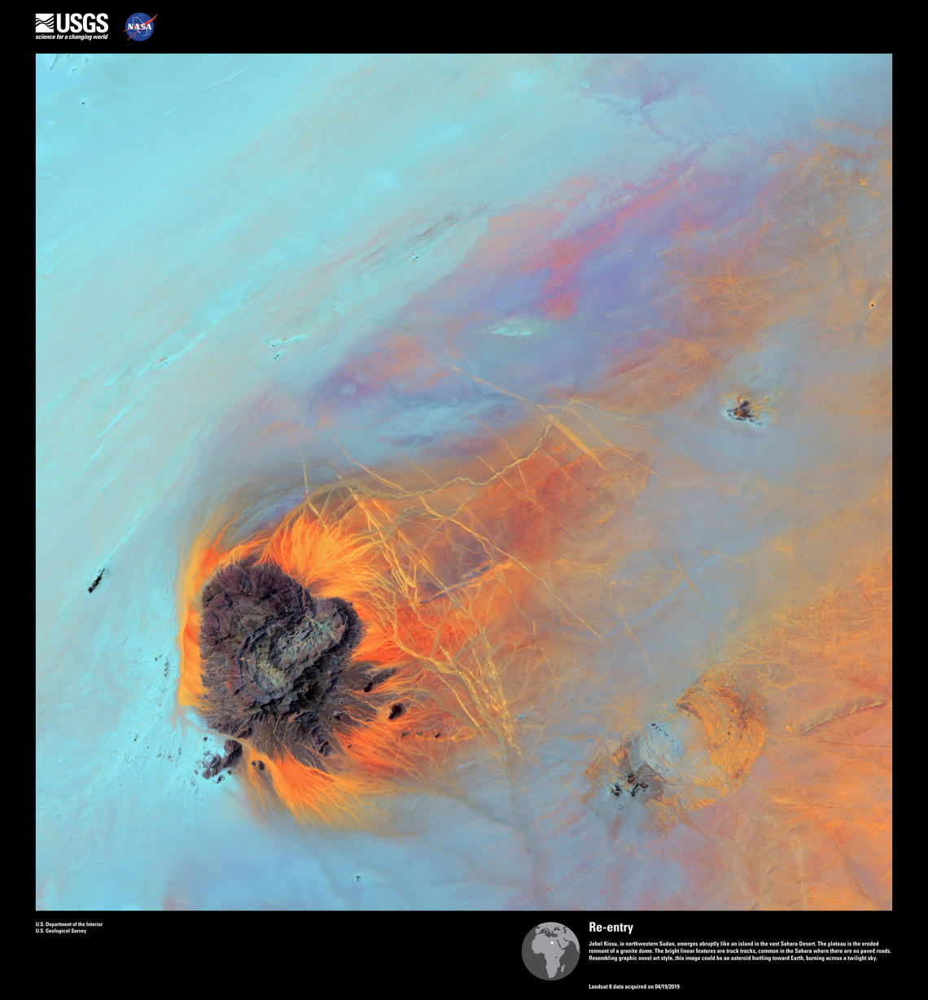 USGS
science for a changing world
NASA
U.S. Department of the Interior
U.S. Geological Survey
Re-entry
Jebel Kissu, in northwestern Sudan, emerges abruptly like an island in the vast Sahara Desert. The plateau is the eroded
remnant of a granite dome. The bright linear features are truck tracks, common in the Sahara where there are no paved roads.
Resembling graphic novel art style, this image could be an asteroid hurtling toward Earth, burning across a twilight sky.
Landsat 8 data acquired on 04/19/2019